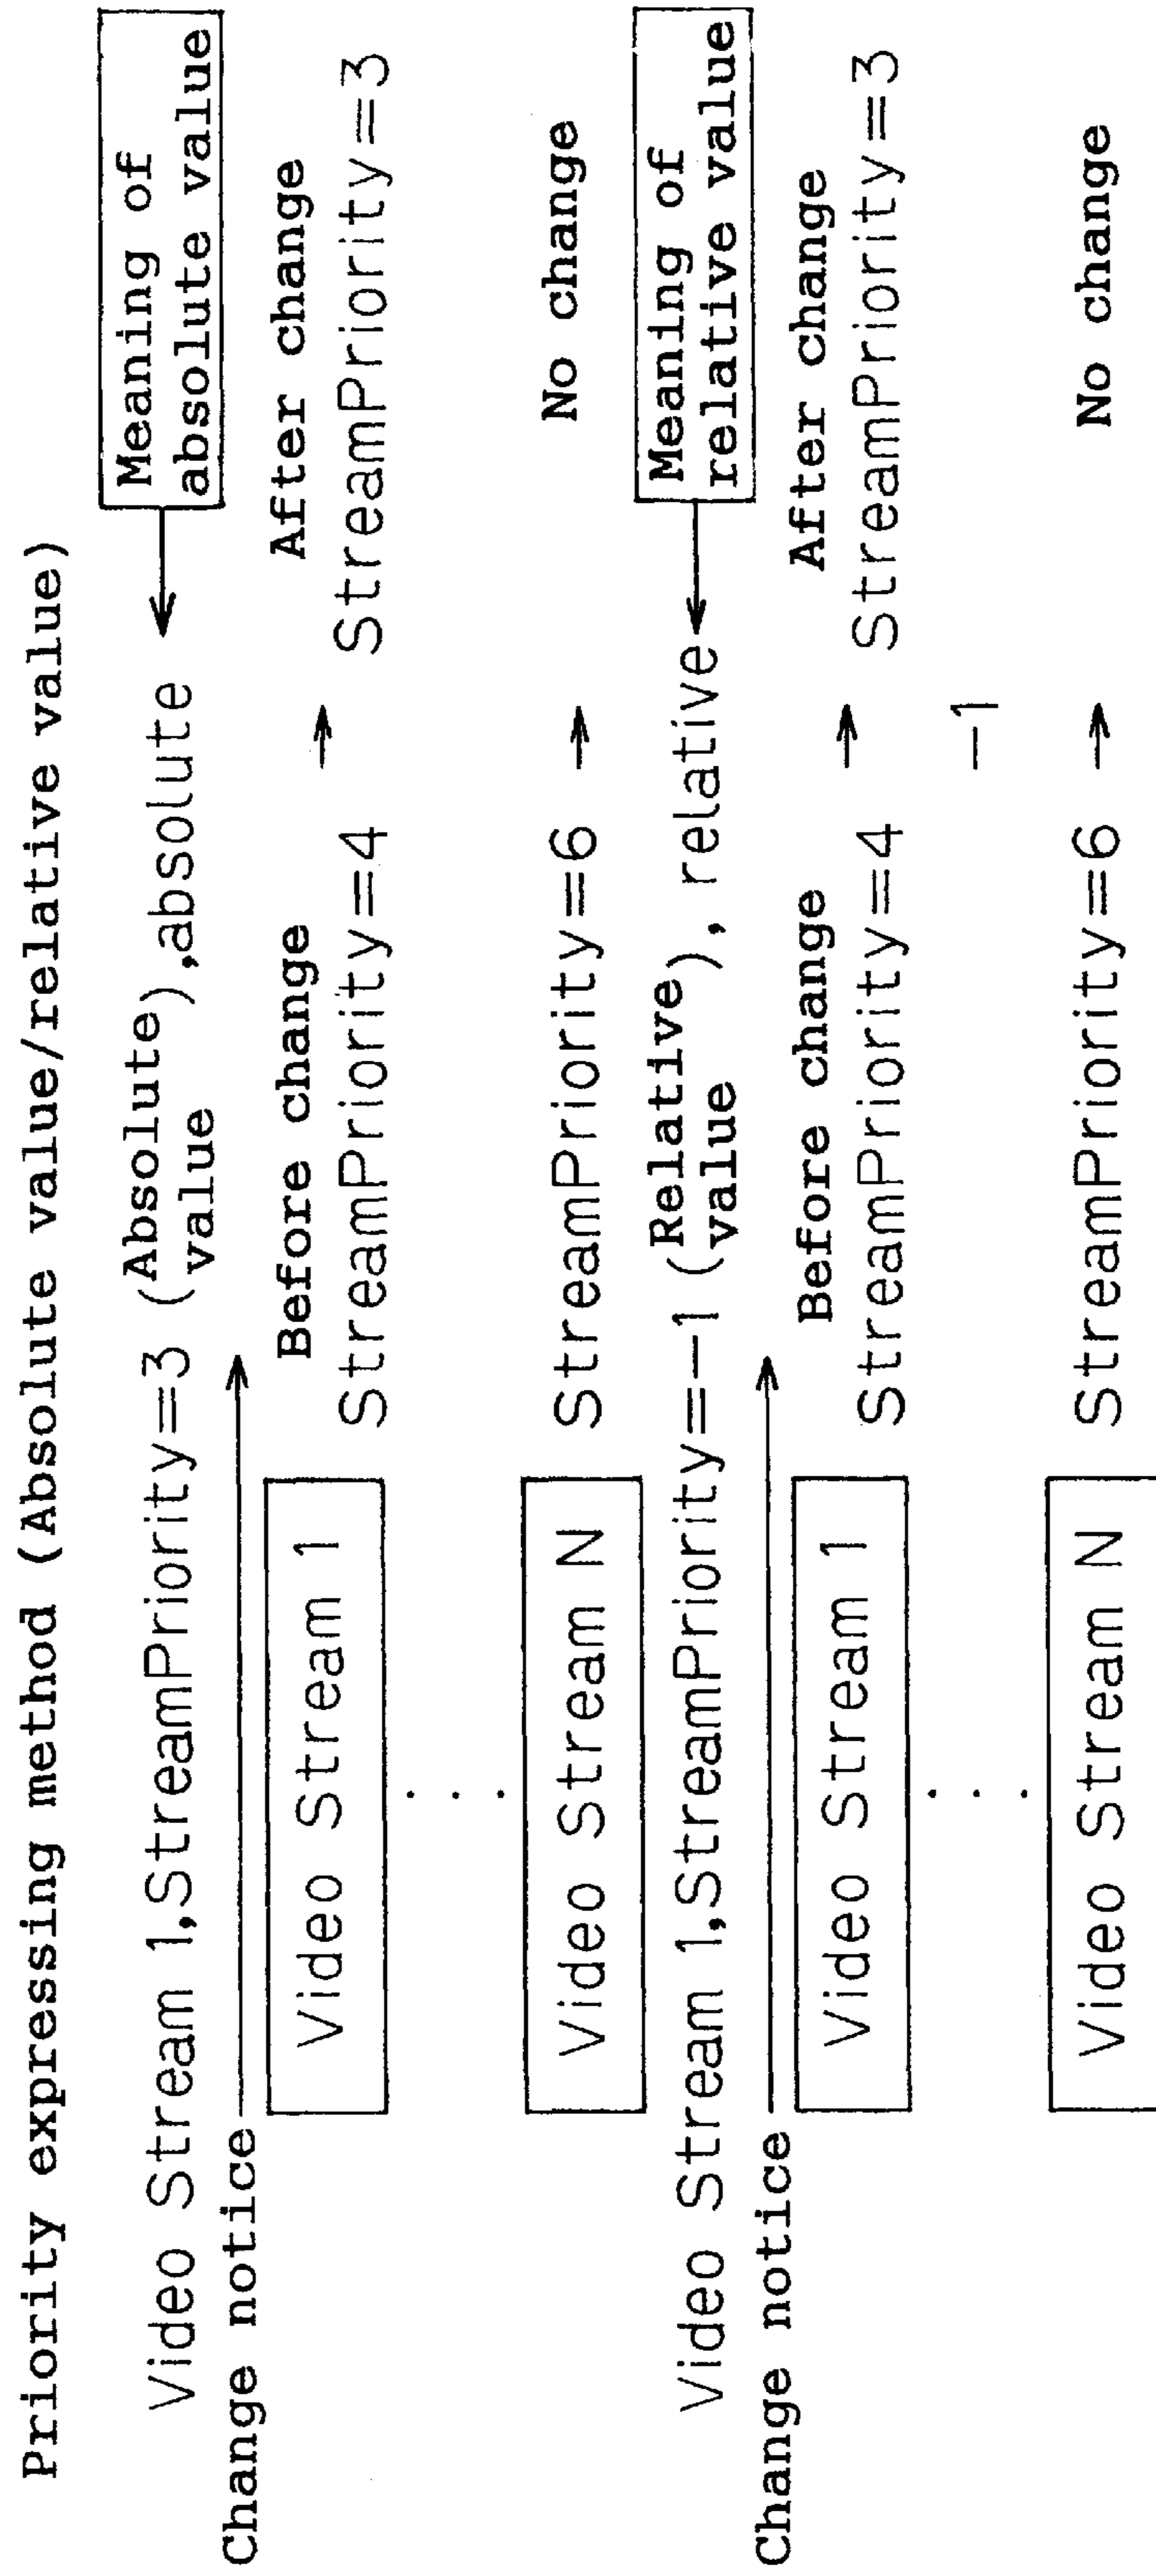 Priority expressing method (Absolute value/relative value)
Video Stream 1,StreamPriority=3 (Absolute value),absolute
Meaning of
absolute value
Change notice
Before change
After change
Video Stream 1
StreamPriority=4
→
StreamPriority=3
. . .
Video Stream N
StreamPriority=6
→
No change
Video Stream 1,StreamPriority=−1 (Relative value), relative
Meaning of
relative value
Change notice
Before change
After change
Video Stream 1
StreamPriority=4
→
StreamPriority=3
−1
. . .
Video Stream N
StreamPriority=6
→
No change